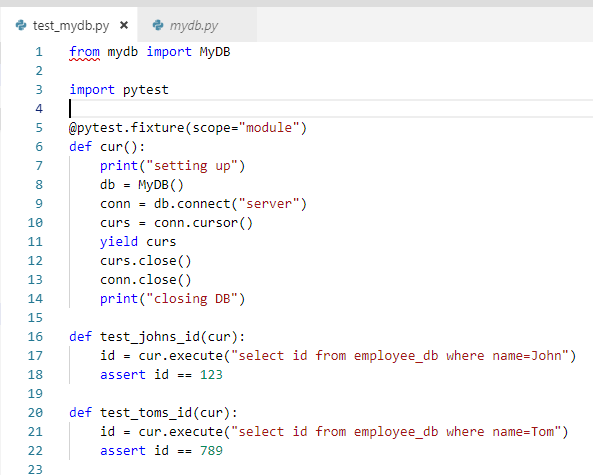 test_mydb.py × mydb.py
1 from mydb import MyDB
2
3 import pytest
4
5 @pytest.fixture(scope="module")
6 def cur():
7     print("setting up")
8     db = MyDB()
9     conn = db.connect("server")
10     curs = conn.cursor()
11     yield curs
12     curs.close()
13     conn.close()
14     print("closing DB")
15
16 def test_johns_id(cur):
17     id = cur.execute("select id from employee_db where name=John")
18     assert id == 123
19
20 def test_toms_id(cur):
21     id = cur.execute("select id from employee_db where name=Tom")
22     assert id == 789
23